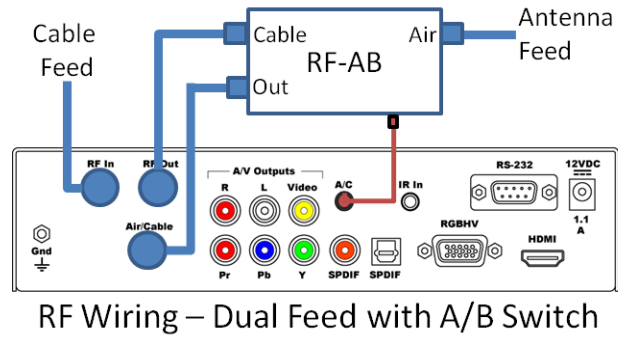 Cable
Feed
Cable
Air
RF-AB
Out
Antenna
Feed
RF In
RF Out
A/V Outputs
R
L
Video
A/C
IR In
RS-232
12VDC
1.1
A
Air/Cable
Gnd
Pr
Pb
Y
SPDIF
SPDIF
RGBHV
HDMI
RF Wiring – Dual Feed with A/B Switch